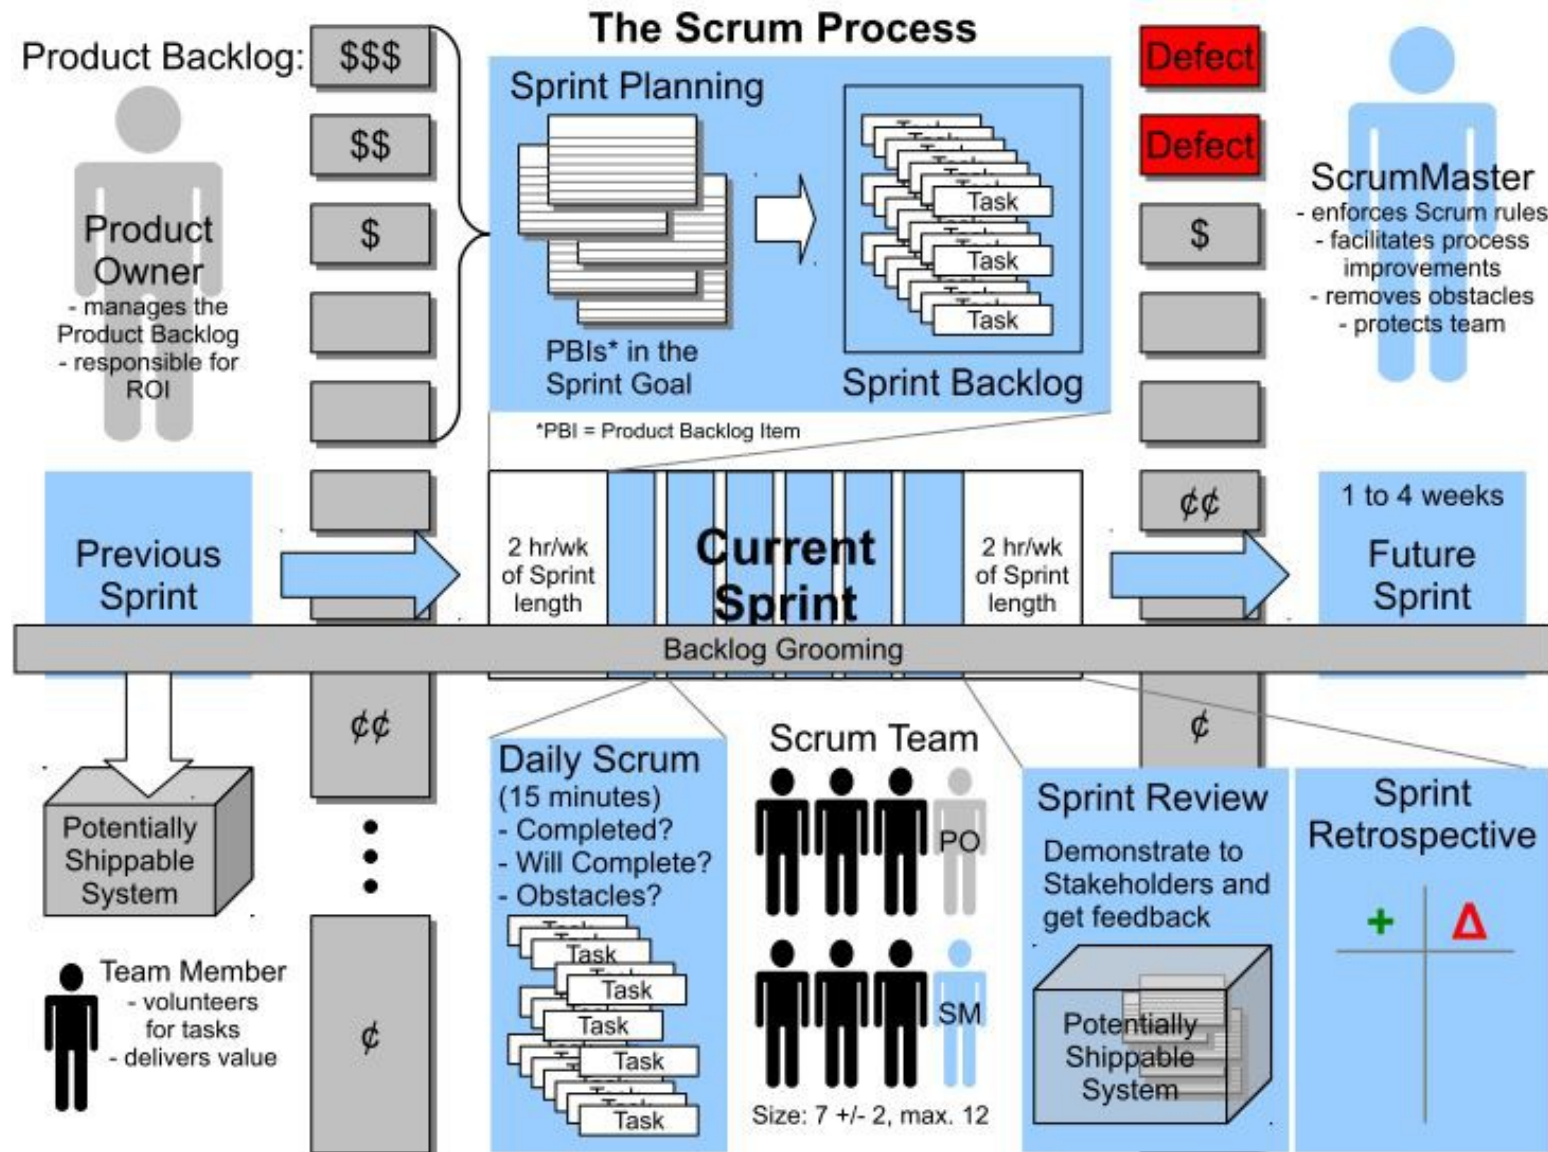 The Scrum Process
Product Backlog:
$$$
$$
$
Product
Owner
- manages the
Product Backlog
- responsible for
ROI
Sprint Planning
PBIs* in the
Sprint Goal
Task
Task
Task
Sprint Backlog
*PBI = Product Backlog Item
Defect
Defect
$
ScrumMaster
- enforces Scrum rules
- facilitates process
improvements
- removes obstacles
- protects team
Previous
Sprint
2 hr/wk
of Sprint
length
Current
Sprint
2 hr/wk
of Sprint
length
¢¢
1 to 4 weeks
Future
Sprint
Backlog Grooming
¢¢
¢
Potentially
Shippable
System
Team Member
- volunteers
for tasks
- delivers value
¢
Daily Scrum
(15 minutes)
- Completed?
- Will Complete?
- Obstacles?
Task
Task
Task
Task
Task
Scrum Team
PO
SM
Size: 7 +/- 2, max. 12
Sprint Review
Demonstrate to
Stakeholders and
get feedback
Potentially
Shippable
System
Sprint
Retrospective
+ Δ